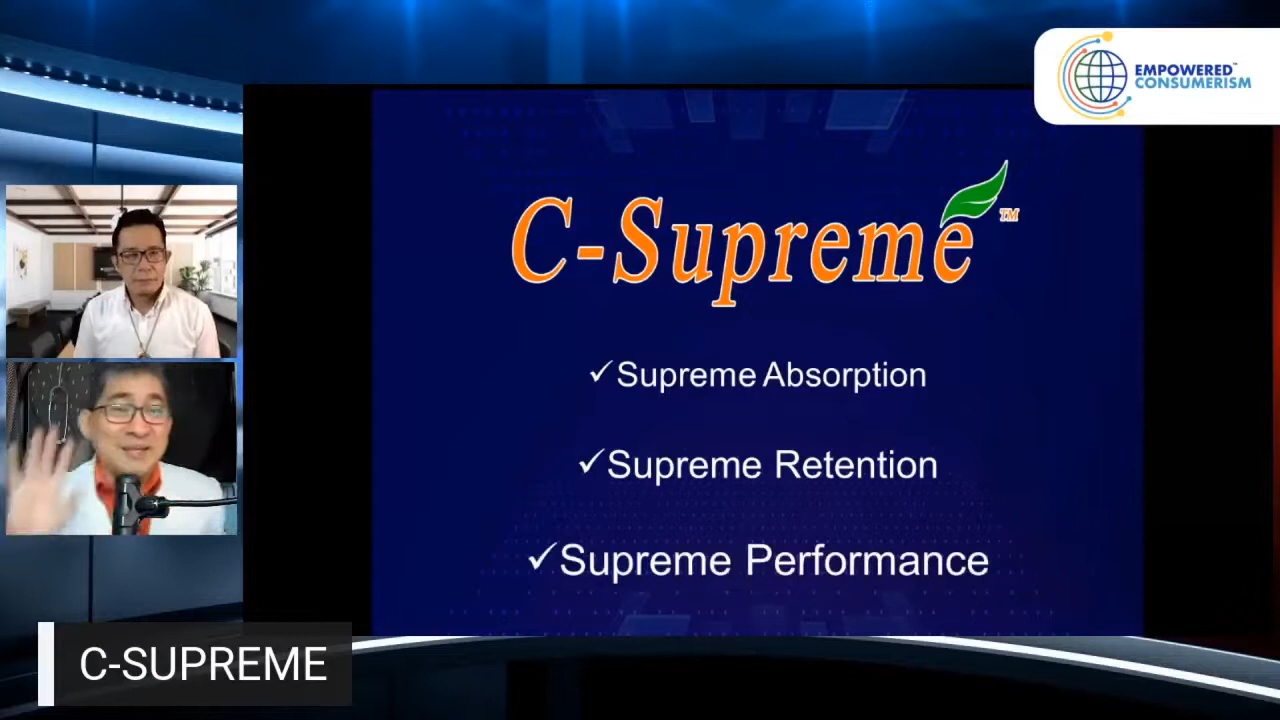 EMPOWERED™
CONSUMERISM
C-Supreme™
✓Supreme Absorption
✓Supreme Retention
✓Supreme Performance
C-SUPREME